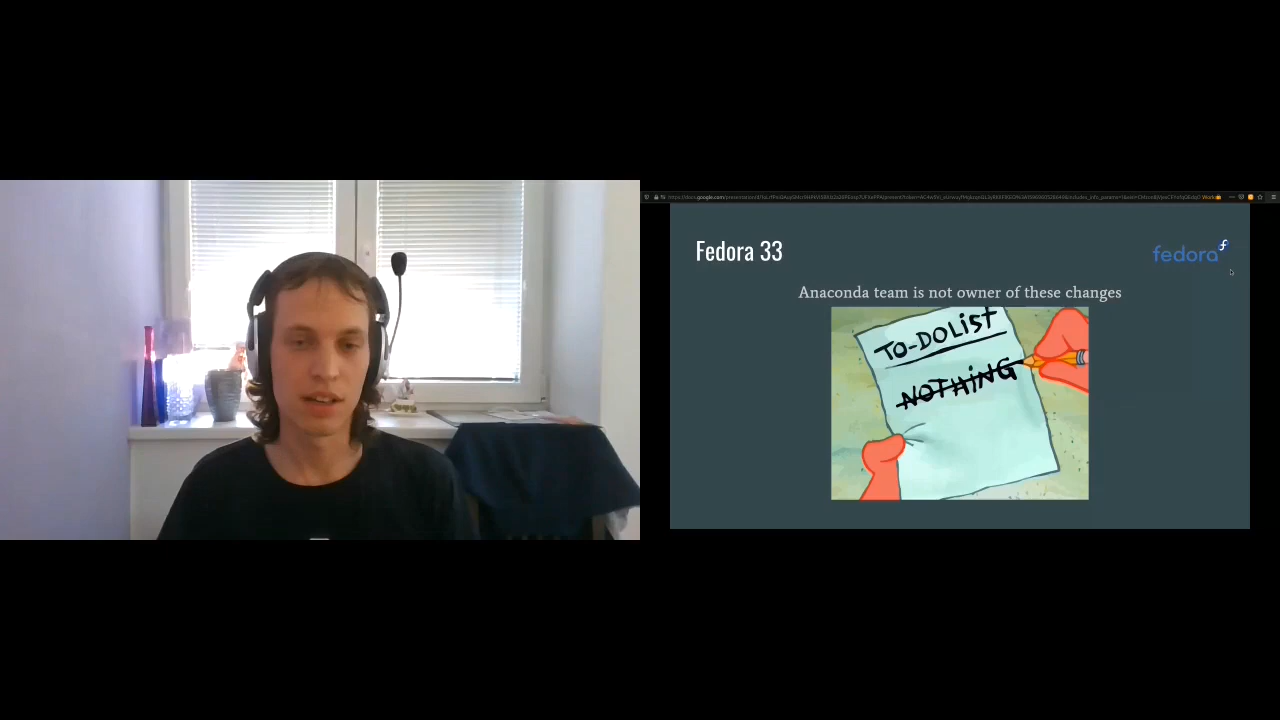 Fedora 33
fedora
Anaconda team is not owner of these changes
TO-DO LIST
NOTHING